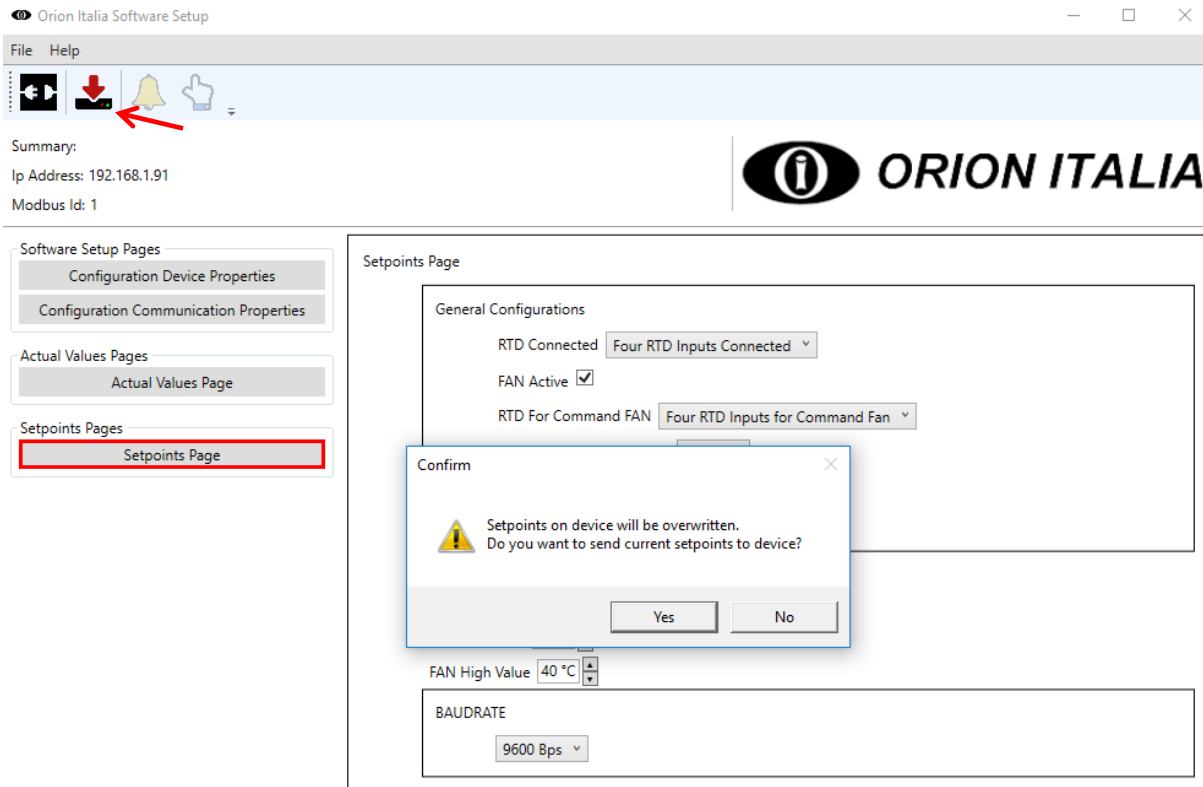 Orion Italia Software Setup
File Help
Summary:
Ip Address: 192.168.1.91
Modbus Id: 1
ORION ITALIA
Software Setup Pages
Configuration Device Properties
Configuration Communication Properties
Actual Values Pages
Actual Values Page
Setpoints Pages
Setpoints Page
Setpoints Page
General Configurations
RTD Connected Four RTD Inputs Connected
FAN Active
RTD For Command FAN Four RTD Inputs for Command Fan
Confirm
Setpoints on device will be overwritten.
Do you want to send current setpoints to device?
Yes No
FAN High Value 40 °C
BAUDRATE
9600 Bps